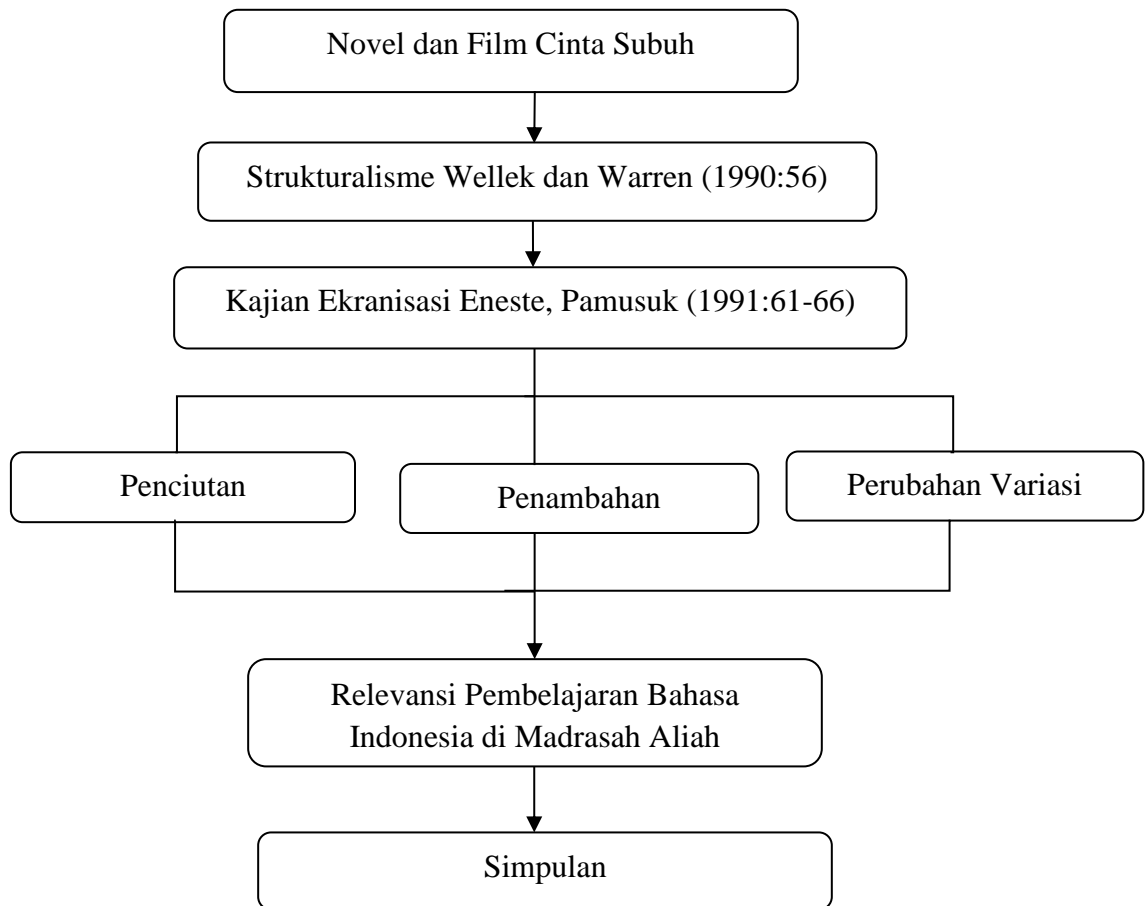 Novel dan Film Cinta Subuh
Strukturalisme Wellek dan Warren (1990:56)
Kajian Ekranisasi Eneste, Pamusuk (1991:61-66)
Penciutan
Penambahan
Perubahan Variasi
Relevansi Pembelajaran Bahasa
Indonesia di Madrasah Aliah
Simpulan